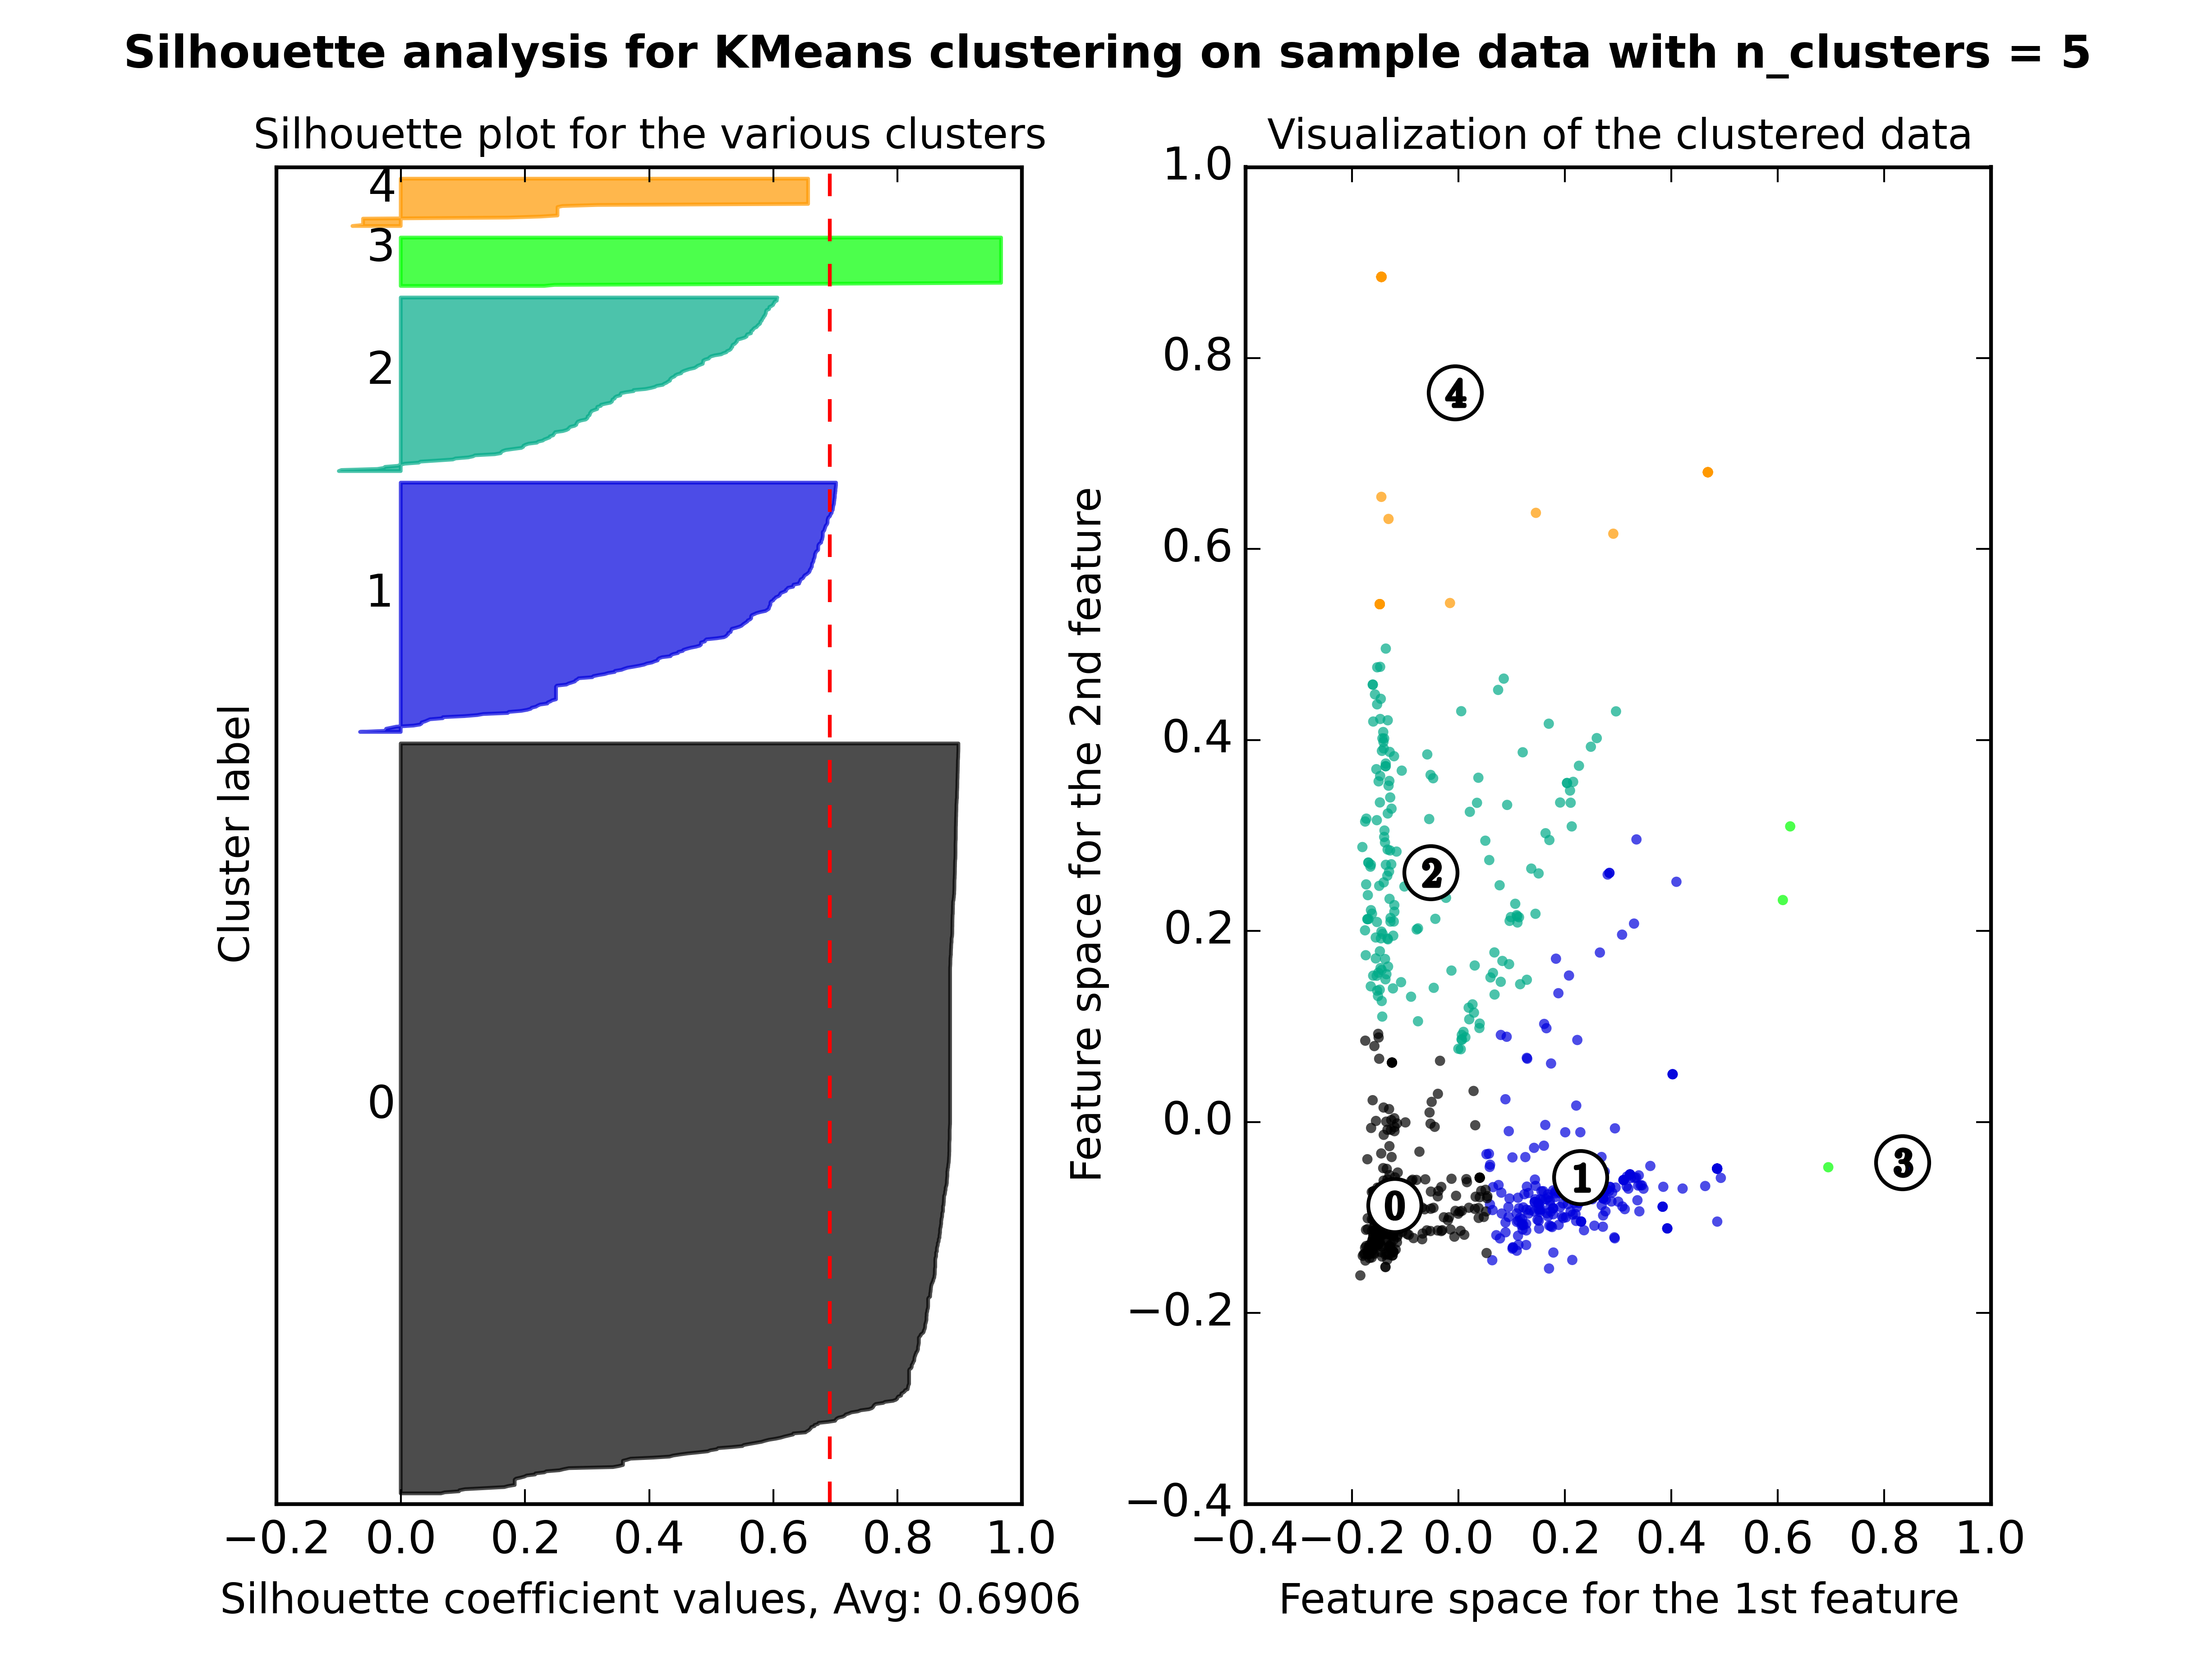 Silhouette analysis for KMeans clustering on sample data with n_clusters = 5
Silhouette plot for the various clusters
4
3
2
1
0
Cluster label
−0.2 0.0 0.2 0.4 0.6 0.8 1.0
Silhouette coefficient values, Avg: 0.6906
Visualization of the clustered data
1.0
0.8
0.6
0.4
0.2
0.0
−0.2
−0.4
Feature space for the 2nd feature
4
2
3
1
0
−0.4 −0.2 0.0 0.2 0.4 0.6 0.8 1.0
Feature space for the 1st feature